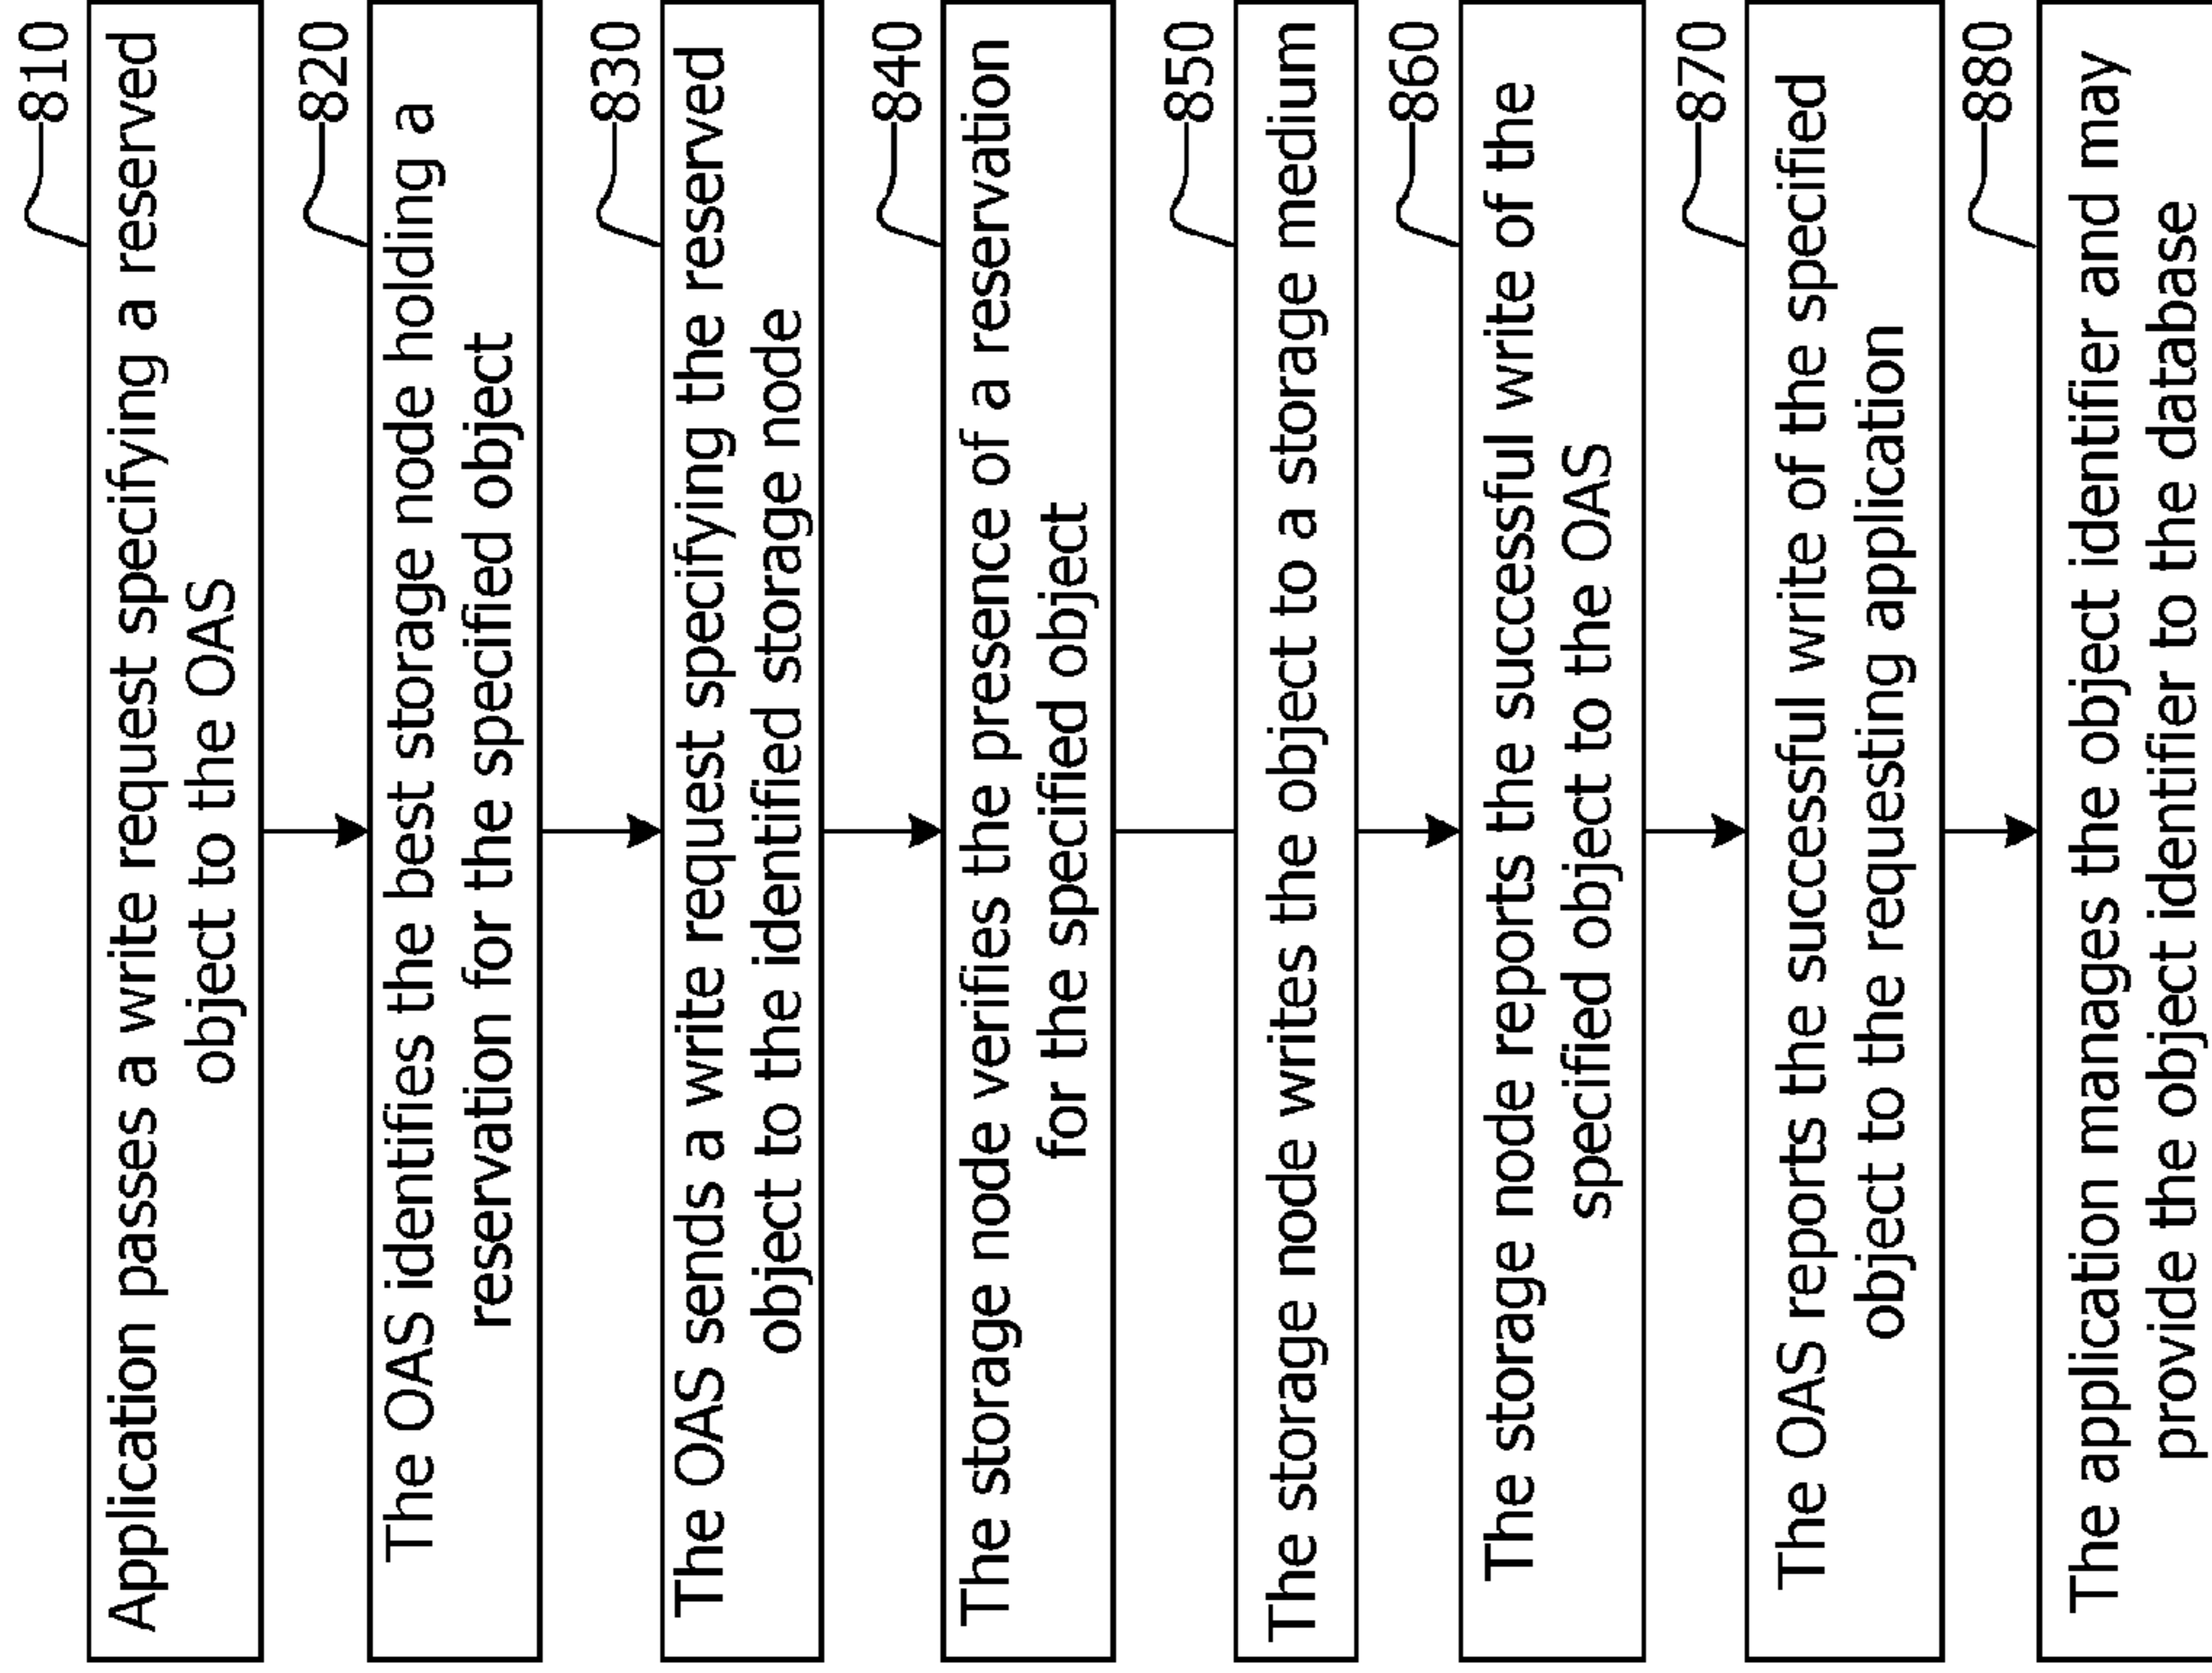 810
Application passes a write request specifying a reserved
object to the OAS
820
The OAS identifies the best storage node holding a
reservation for the specified object
830
The OAS sends a write request specifying the reserved
object to the identified storage node
840
The storage node verifies the presence of a reservation
for the specified object
850
The storage node writes the object to a storage medium
860
The storage node reports the successful write of the
specified object to the OAS
870
The OAS reports the successful write of the specified
object to the requesting application
880
The application manages the object identifier and may
provide the object identifier to the database